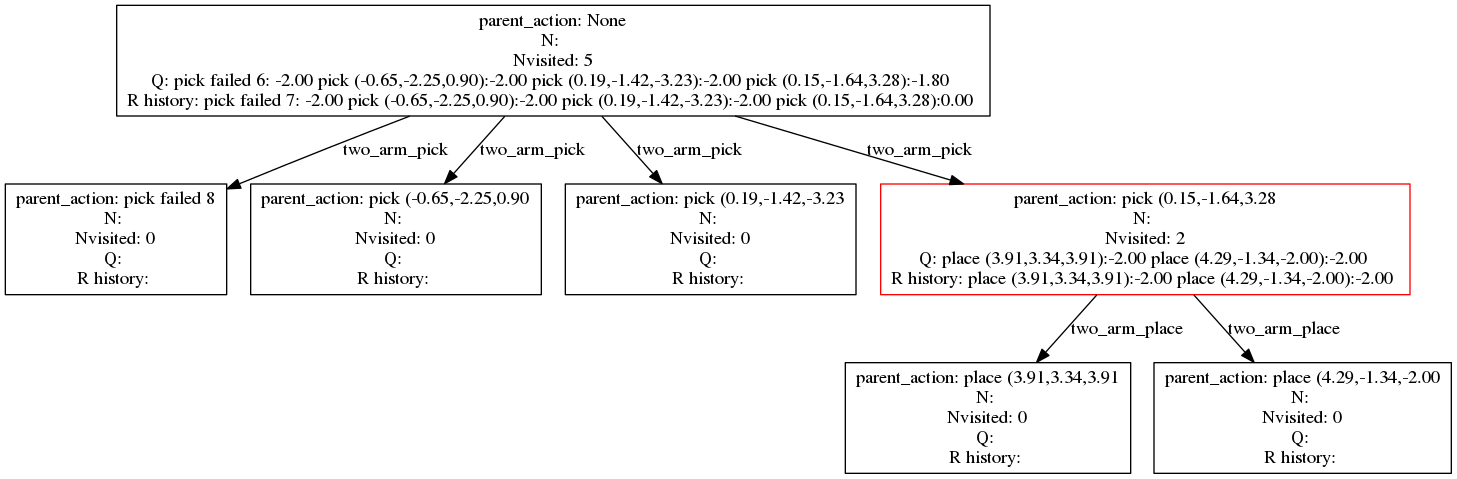 parent_action: None
N:
Nvisited: 5
Q: pick failed 6: -2.00 pick (-0.65,-2.25,0.90):-2.00 pick (0.19,-1.42,-3.23):-2.00 pick (0.15,-1.64,3.28):-1.80
R history: pick failed 7: -2.00 pick (-0.65,-2.25,0.90):-2.00 pick (0.19,-1.42,-3.23):-2.00 pick (0.15,-1.64,3.28):0.00
two_arm_pick
two_arm_pick
two_arm_pick
two_arm_pick
parent_action: pick failed 8
N:
Nvisited: 0
Q:
R history:
parent_action: pick (-0.65,-2.25,0.90
N:
Nvisited: 0
Q:
R history:
parent_action: pick (0.19,-1.42,-3.23
N:
Nvisited: 0
Q:
R history:
parent_action: pick (0.15,-1.64,3.28
N:
Nvisited: 2
Q: place (3.91,3.34,3.91):-2.00 place (4.29,-1.34,-2.00):-2.00
R history: place (3.91,3.34,3.91):-2.00 place (4.29,-1.34,-2.00):-2.00
two_arm_place
two_arm_place
parent_action: place (3.91,3.34,3.91
N:
Nvisited: 0
Q:
R history:
parent_action: place (4.29,-1.34,-2.00
N:
Nvisited: 0
Q:
R history: